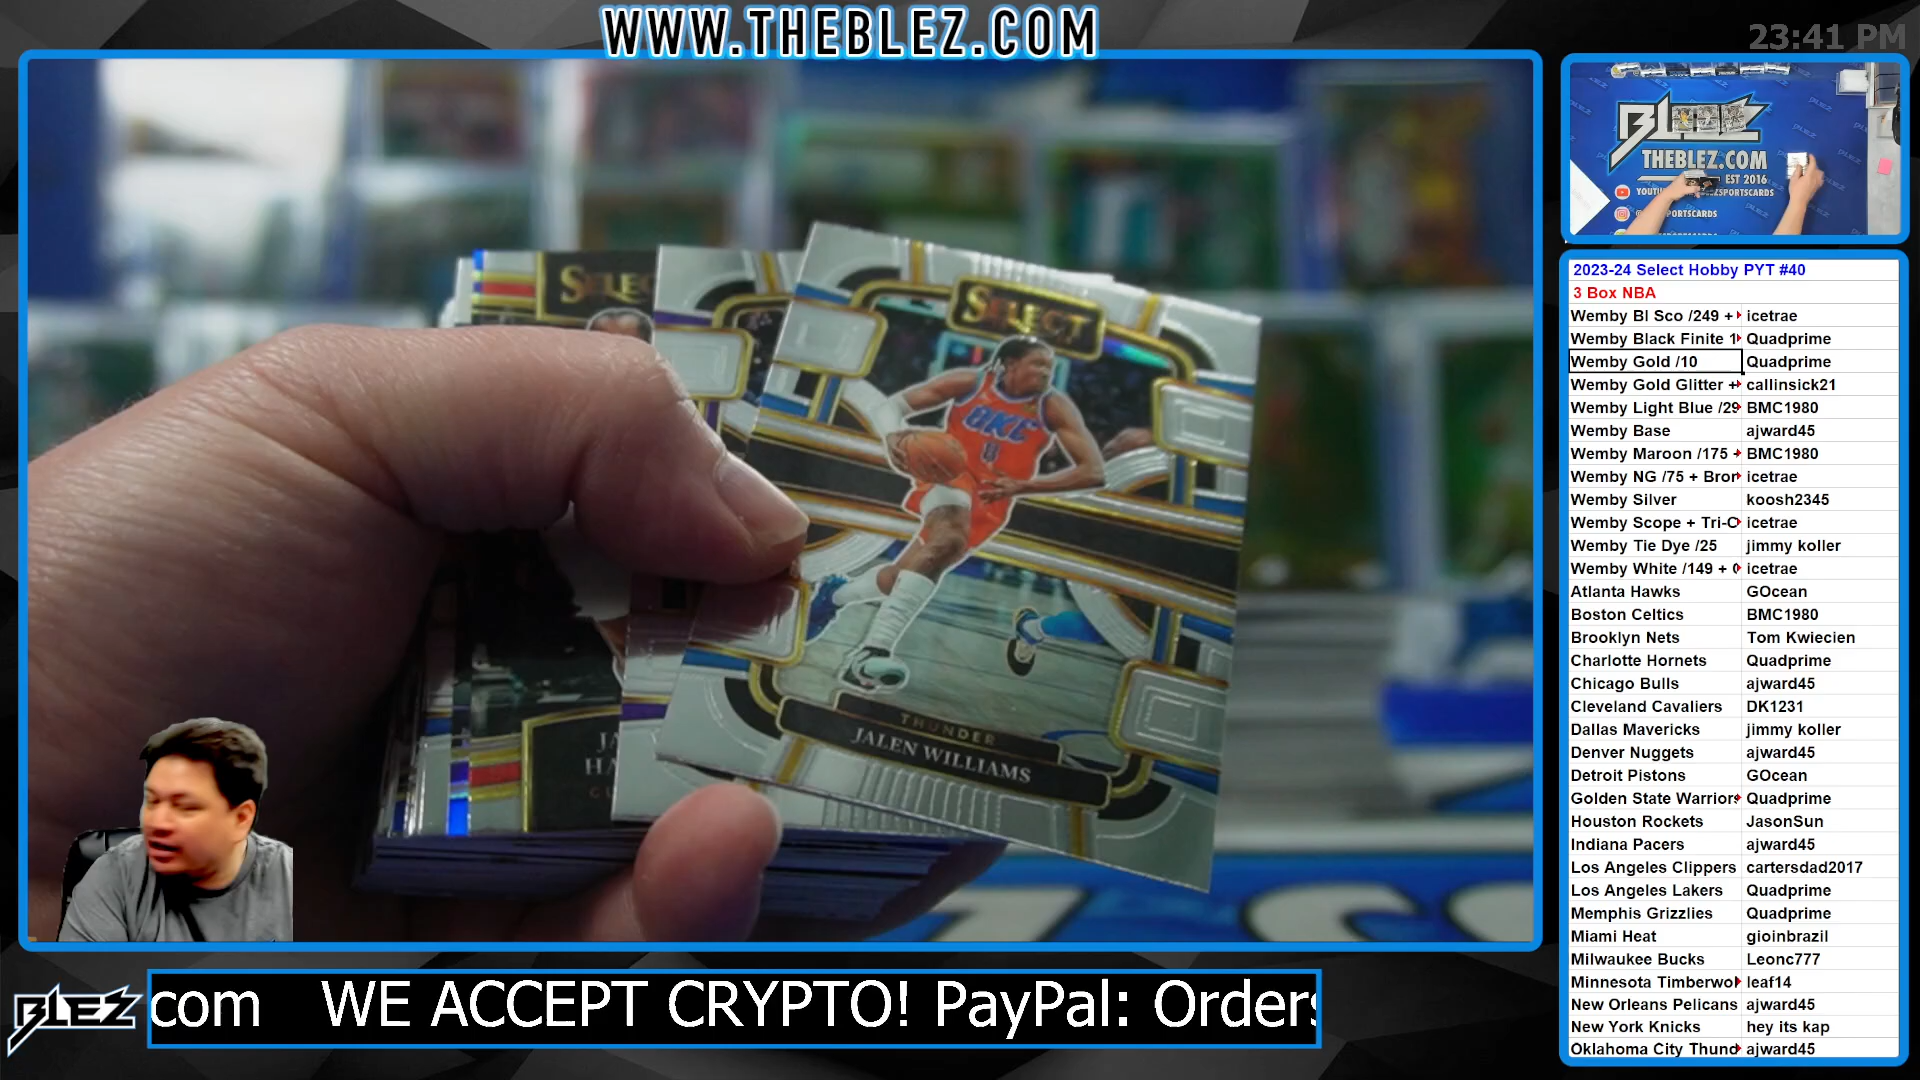 WWW.THEBLEZ.COM
23:41 PM
BLEZ
THEBLEZ.COM
EST 2016
SELECT
OKC
8
THUNDER
JALEN WILLIAMS
2023-24 Select Hobby PYT #40
3 Box NBA
Wemby Bl Sco /249 + icetrae
Wemby Black Finite 1 Quadprime
Wemby Gold /10 Quadprime
Wemby Gold Glitter + callinsick21
Wemby Light Blue /29 BMC1980
Wemby Base ajward45
Wemby Maroon /175 + BMC1980
Wemby NG /75 + Bron icetrae
Wemby Silver koosh2345
Wemby Scope + Tri-C icetrae
Wemby Tie Dye /25 jimmy koller
Wemby White /149 + icetrae
Atlanta Hawks GOcean
Boston Celtics BMC1980
Brooklyn Nets Tom Kwiecien
Charlotte Hornets Quadprime
Chicago Bulls ajward45
Cleveland Cavaliers DK1231
Dallas Mavericks jimmy koller
Denver Nuggets ajward45
Detroit Pistons GOcean
Golden State Warriors Quadprime
Houston Rockets JasonSun
Indiana Pacers ajward45
Los Angeles Clippers cartersdad2017
Los Angeles Lakers Quadprime
Memphis Grizzlies Quadprime
Miami Heat gioinbrazil
Milwaukee Bucks Leonc777
Minnesota Timberwol leaf14
New Orleans Pelicans ajward45
New York Knicks hey its kap
Oklahoma City Thund ajward45
BLEZ
com WE ACCEPT CRYPTO! PayPal: Orders